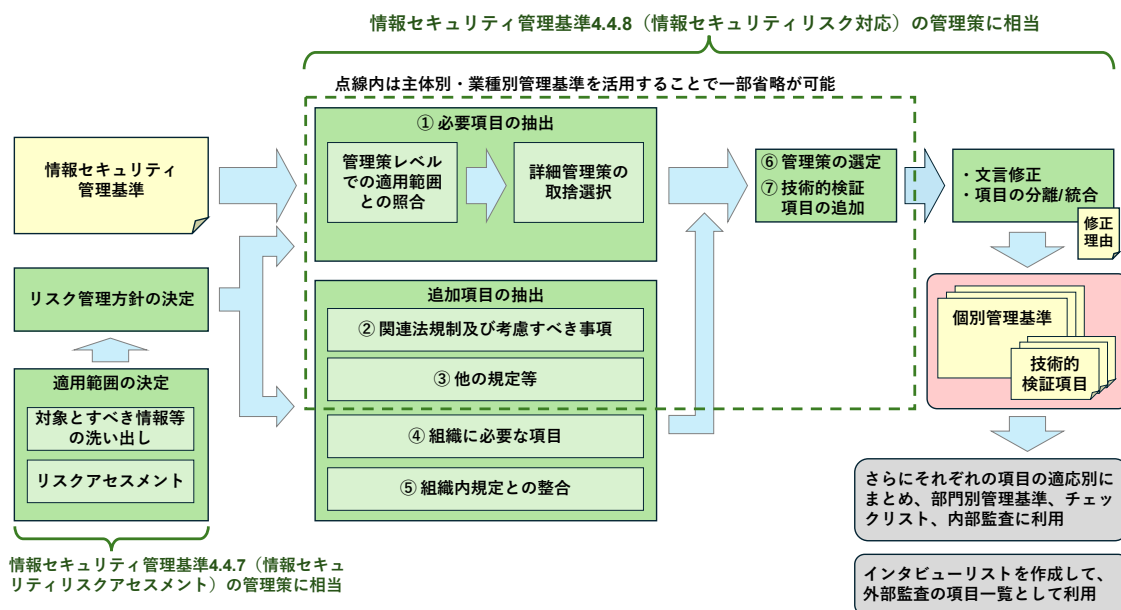 情報セキュリティ管理基準4.4.8（情報セキュリティリスク対応）の管理策に相当
点線内は主体別・業種別管理基準を活用することで一部省略が可能
情報セキュリティ
管理基準
① 必要項目の抽出
管理策レベル
での適用範囲
との照合
詳細管理策の
取捨選択
⑥ 管理策の選定
⑦ 技術的検証
項目の追加
・文言修正
・項目の分離/統合
修正
理由
リスク管理方針の決定
追加項目の抽出
② 関連法規制及び考慮すべき事項
③ 他の規定等
④ 組織に必要な項目
⑤ 組織内規定との整合
個別管理基準
技術的
検証項目
適用範囲の決定
対象とすべき情報等
の洗い出し
リスクアセスメント
情報セキュリティ管理基準4.4.7（情報セキュ
リティリスクアセスメント）の管理策に相当
さらにそれぞれの項目の適応別に
まとめ、部門別管理基準、チェッ
クリスト、内部監査に利用
インタビューリストを作成して、
外部監査の項目一覧として利用